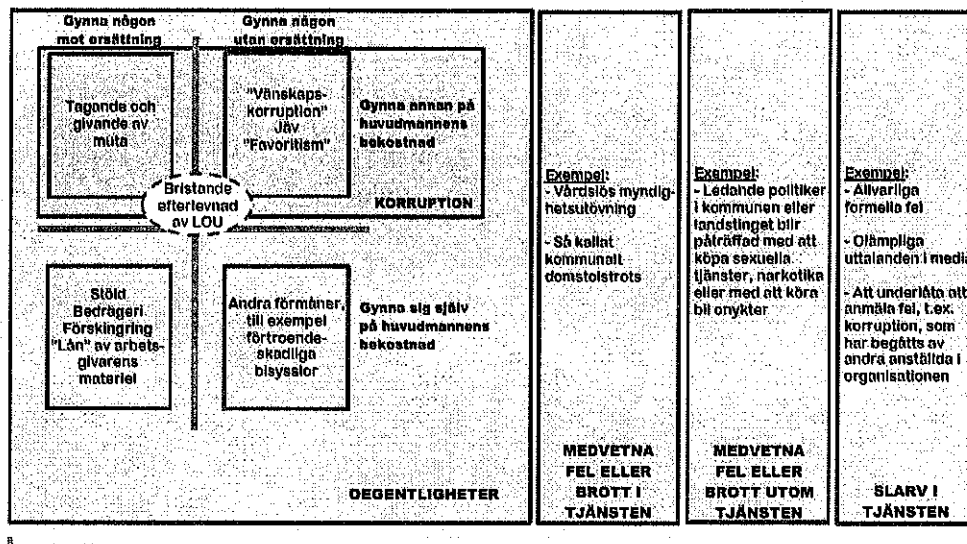 Gynna någon
mot ersättning
Gynna någon
utan ersättning
Tagande och
givande av
muta
"Vänskaps-
korruption"
Jäv
"Favoritism"
Gynna annan på
huvudmannens
bekostnad
Bristande
efterlevnad
av LOU
KORRUPTION
Stöld
Bedrägeri
Förskingring
"Lån" av arbets-
givarens
materiel
Andra förmåner,
till exempel
förtroende-
skadliga
bisysslor
Gynna sig själv
på huvudmannens
bekostnad
OEGENTLIGHETER
Exempel:
- Vårdslös myndig-
hetsutövning
- Så kallat
kommunalt
domstolstrots
MEDVETNA
FEL ELLER
BROTT I
TJÄNSTEN
Exempel:
- Ledande politiker
i kommunen eller
landstinget blir
påträffad med att
köpa sexuella
tjänster, narkotika
eller med att köra
bil onykter
MEDVETNA
FEL ELLER
BROTT UTOM
TJÄNSTEN
Exempel:
- Allvarliga
formella fel
- Olämpliga
uttalanden i media
- Att underlåta att
anmäla fel, t.ex.
korruption, som
har begåtts av
andra anställda i
organisationen
SLARV I
TJÄNSTEN